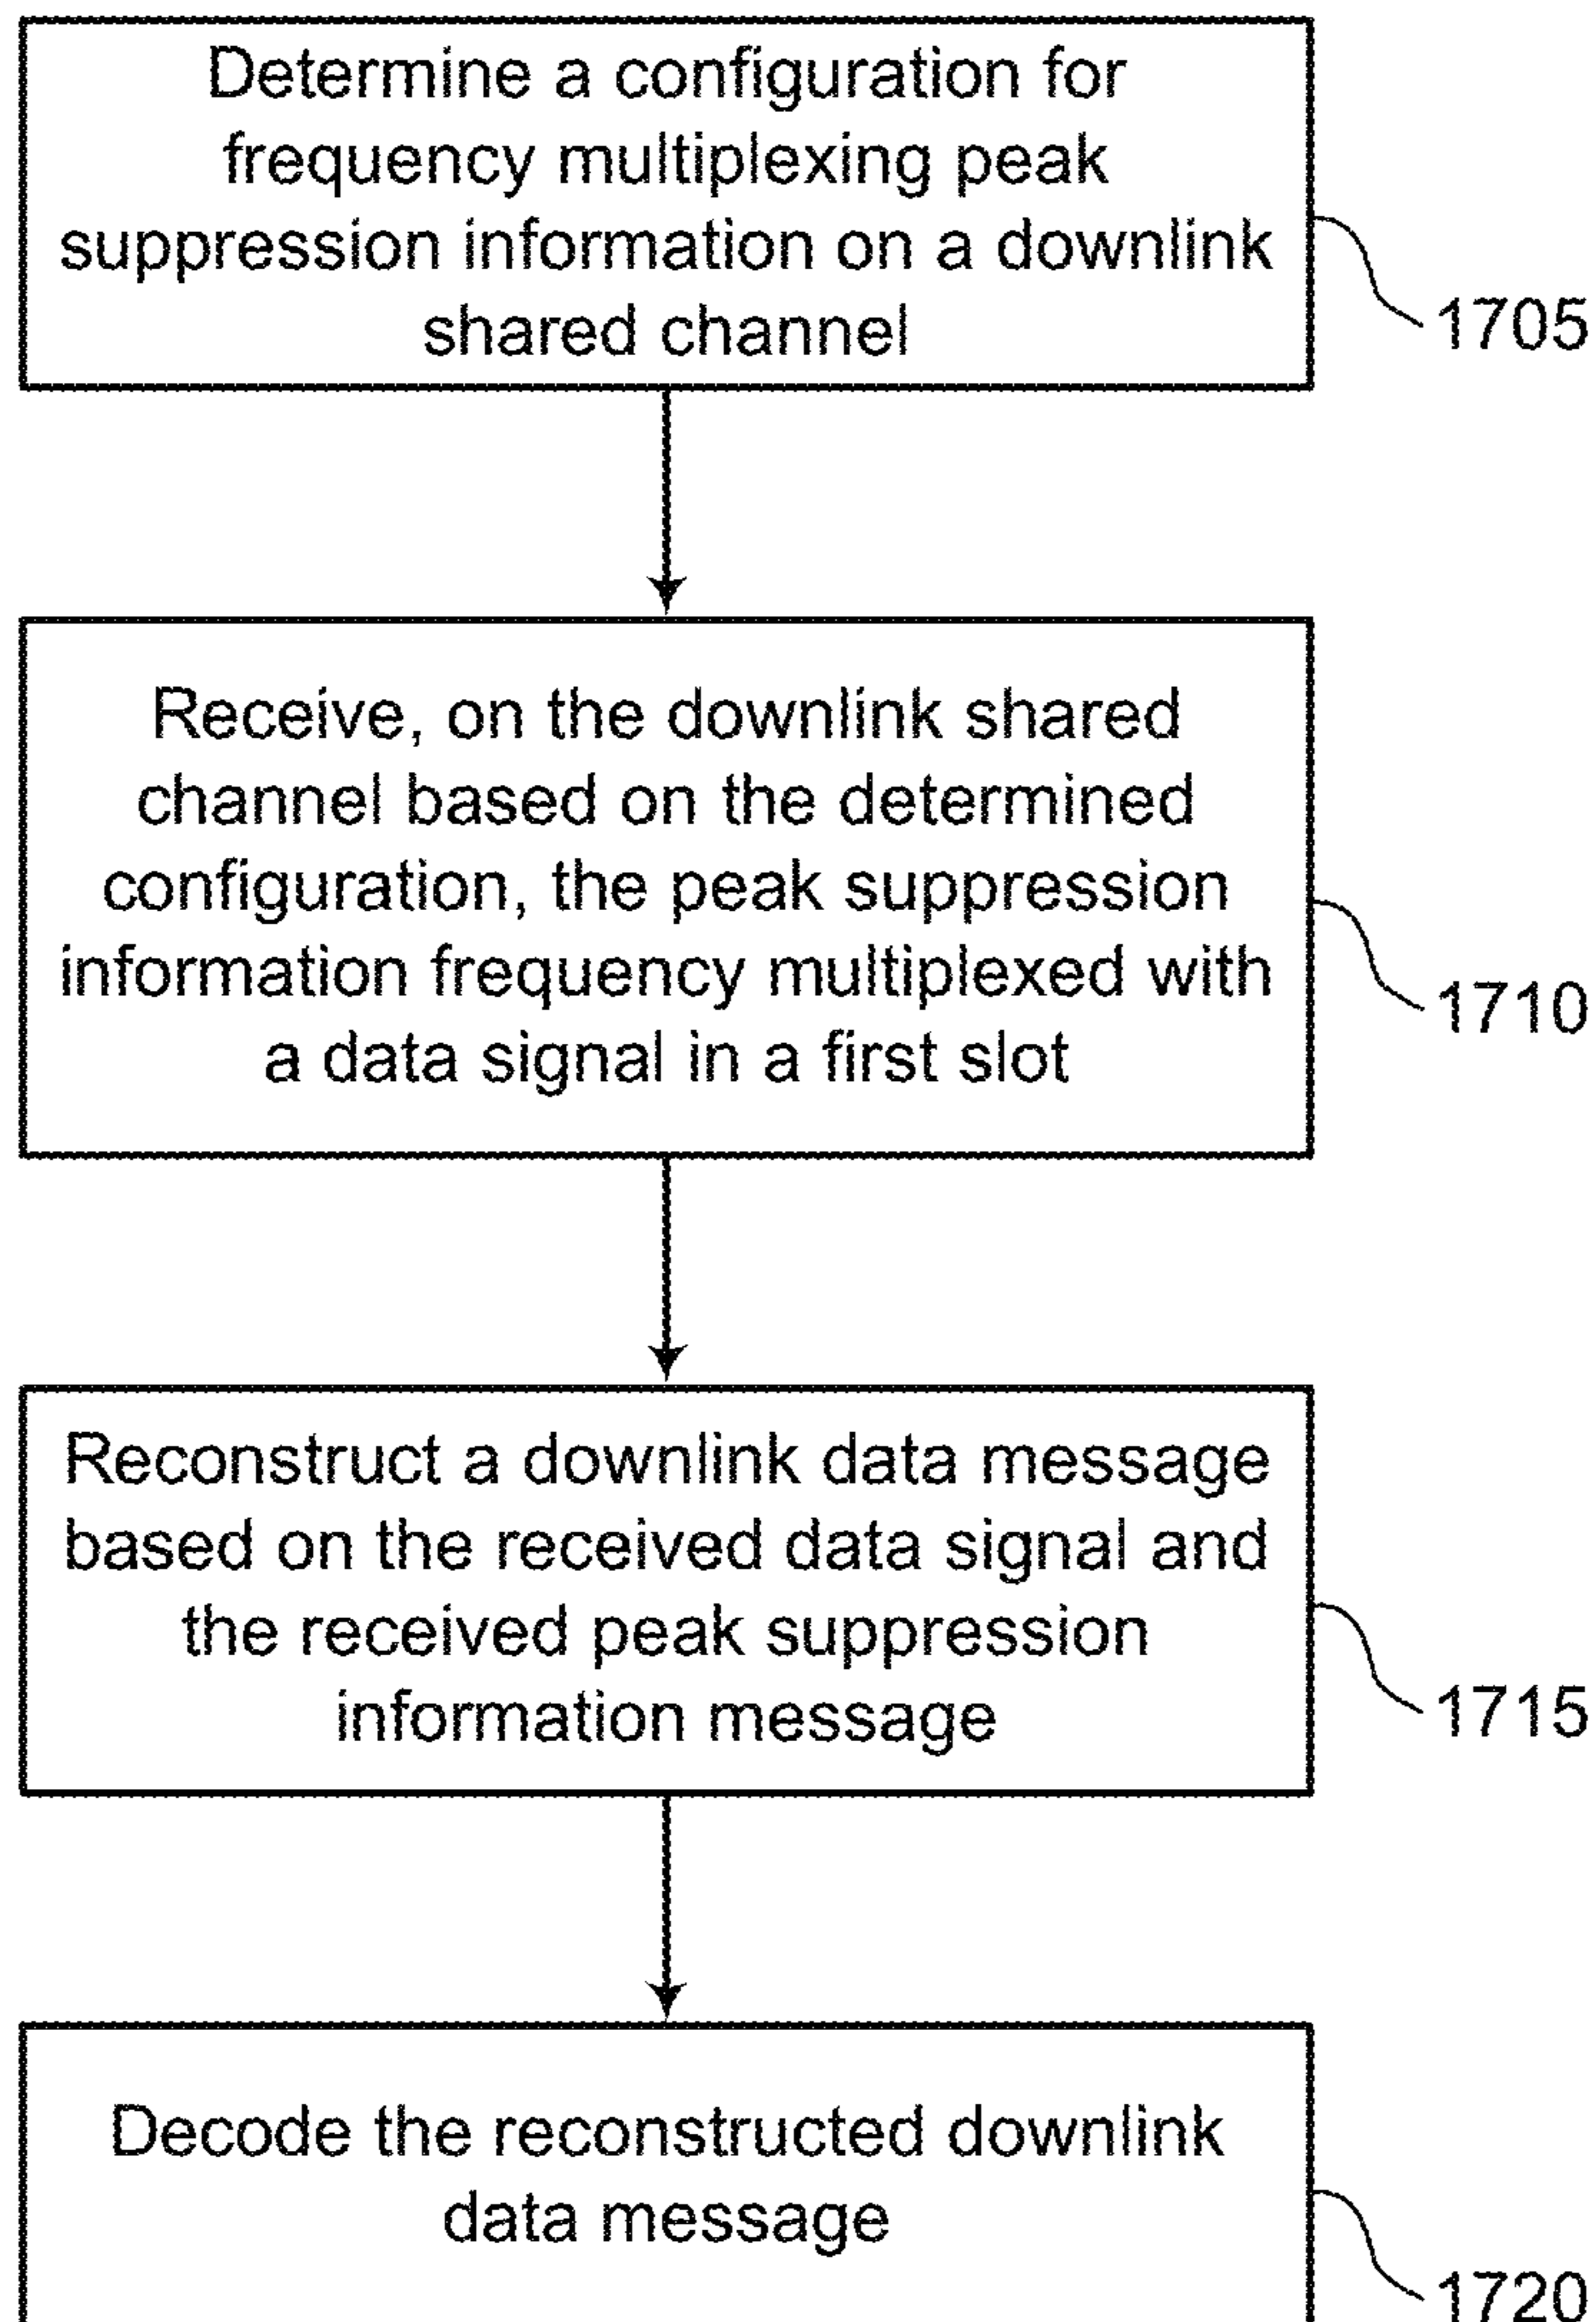 Determine a configuration for
frequency multiplexing peak
suppression information on a downlink
shared channel
1705
Receive, on the downlink shared
channel based on the determined
configuration, the peak suppression
information frequency multiplexed with
a data signal in a first slot
1710
Reconstruct a downlink data message
based on the received data signal and
the received peak suppression
information message
1715
Decode the reconstructed downlink
data message
1720